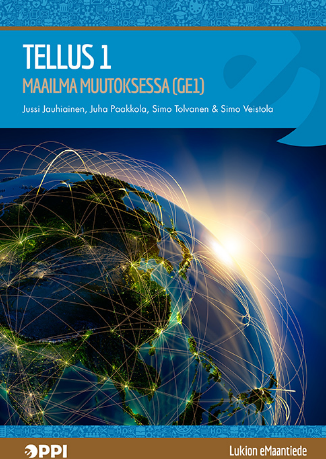 TELLUS 1
MAAILMA MUUTOKSESSA (GE1)
Jussi Jauhiainen, Juha Paakkola, Simo Tolvanen & Simo Veistola
e-OPPI
Lukion eMaantiede